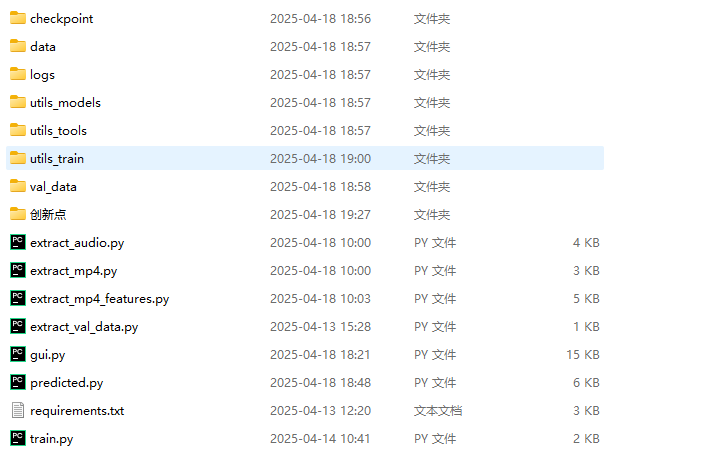 checkpoint 2025-04-18 18:56 文件夹
data 2025-04-18 18:57 文件夹
logs 2025-04-18 18:57 文件夹
utils_models 2025-04-18 18:57 文件夹
utils_tools 2025-04-18 18:57 文件夹
utils_train 2025-04-18 19:00 文件夹
val_data 2025-04-18 18:58 文件夹
创新点 2025-04-18 19:27 文件夹
PC extract_audio.py 2025-04-18 10:00 PY 文件 4 KB
PC extract_mp4.py 2025-04-18 10:00 PY 文件 3 KB
PC extract_mp4_features.py 2025-04-18 10:03 PY 文件 5 KB
PC extract_val_data.py 2025-04-13 15:28 PY 文件 1 KB
PC gui.py 2025-04-18 18:21 PY 文件 15 KB
PC predicted.py 2025-04-18 18:48 PY 文件 6 KB
requirements.txt 2025-04-13 12:20 文本文档 3 KB
PC train.py 2025-04-14 10:41 PY 文件 2 KB